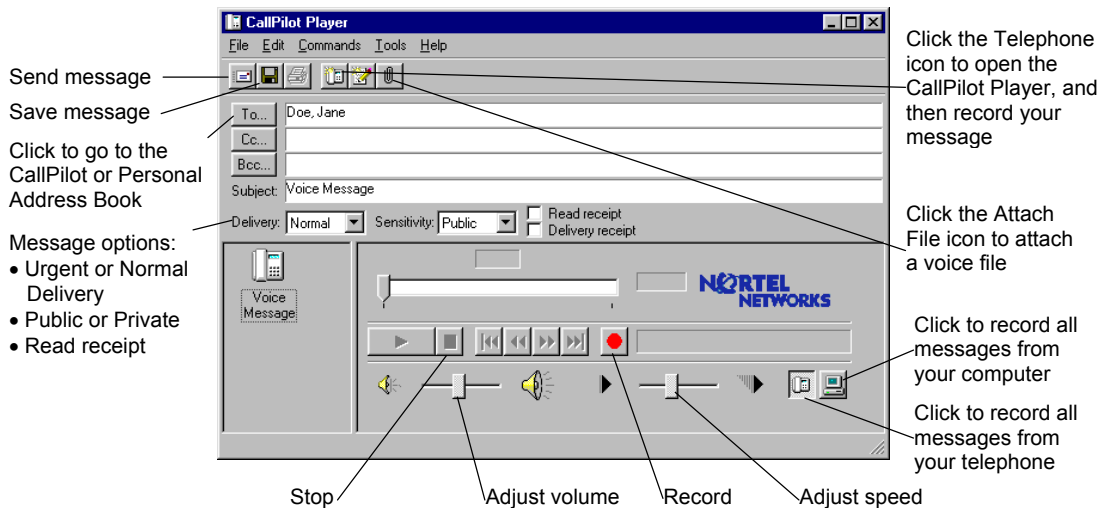 CallPilot Player
File Edit Commands Tools Help
Send message
Save message
Click to go to the
CallPilot or Personal
Address Book
Message options:
• Urgent or Normal
Delivery
• Public or Private
• Read receipt
To...
Doe, Jane
Cc...
Bcc...
Subject:
Voice Message
Delivery:
Normal
Sensitivity:
Public
Read receipt
Delivery receipt
Voice
Message
NORTEL
NETWORKS
Click the Telephone
icon to open the
CallPilot Player, and
then record your
message
Click the Attach
File icon to attach
a voice file
Click to record all
messages from
your computer
Click to record all
messages from
your telephone
Stop
Adjust volume
Record
Adjust speed